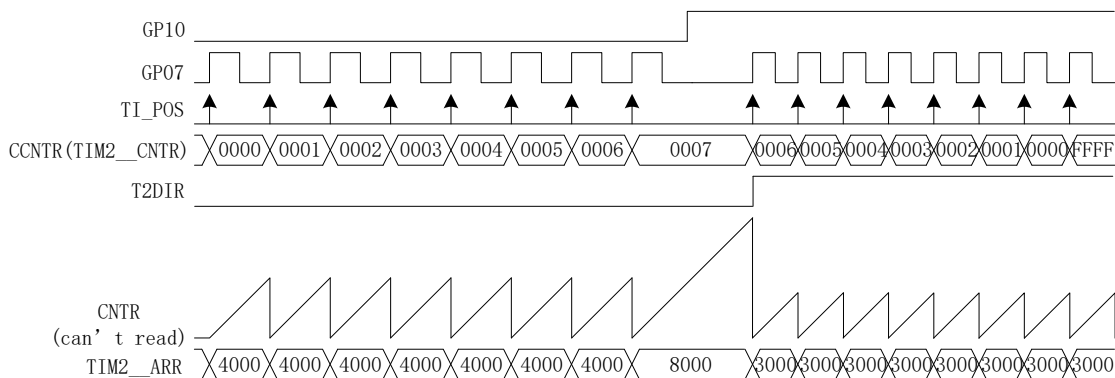 GP10
GP07
TI_POS
CCNTR(TIM2__CNTR) 0000 0001 0002 0003 0004 0005 0006 0007 0006 0005 0004 0003 0002 0001 0000 FFFF
T2DIR
CNTR
(can't read)
TIM2__ARR 4000 4000 4000 4000 4000 4000 4000 8000 3000 3000 3000 3000 3000 3000 3000 3000